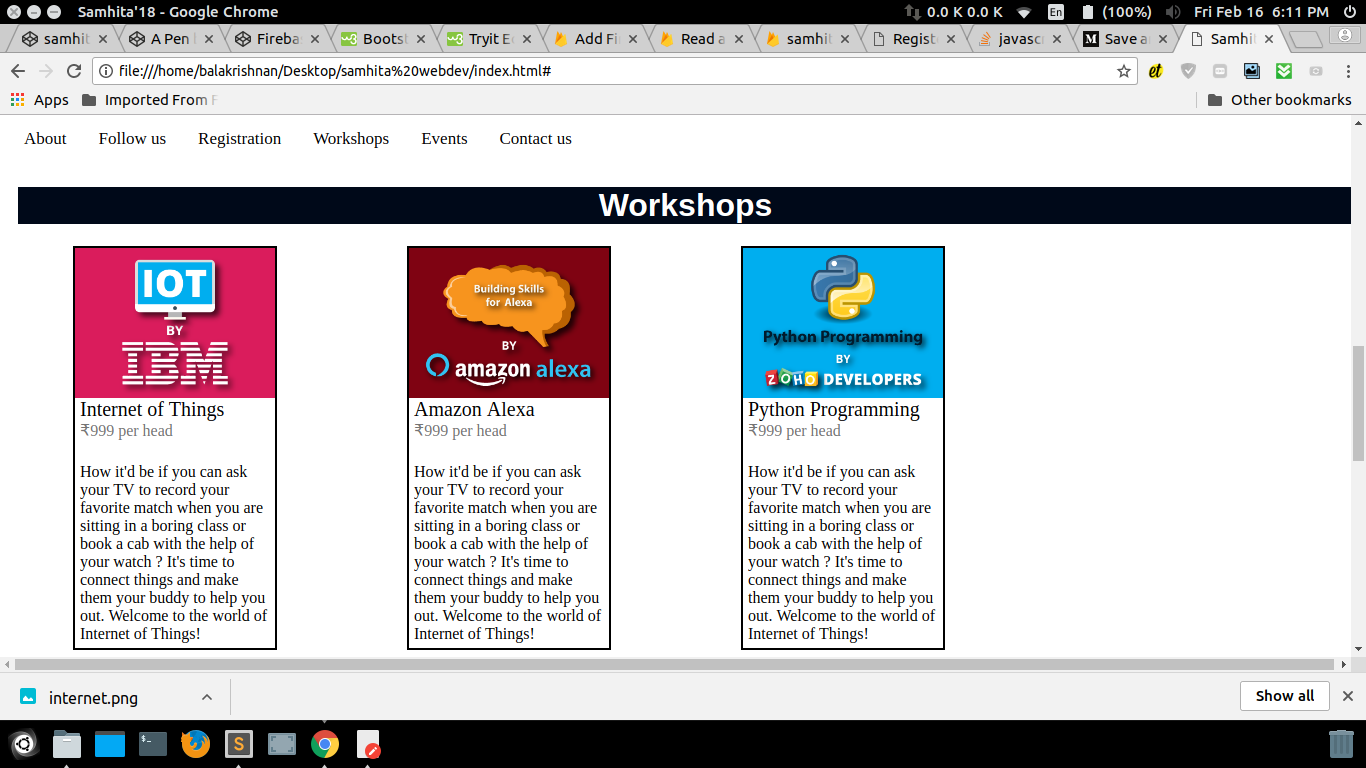 Samhita'18 - Google Chrome 0.0 K 0.0 K En (100%) Fri Feb 16 6:11 PM
samhit A Pen Fireba Bootst Tryit E Add Fi Read a samhit Regist javasc Save a Samhi
file:///home/balakrishnan/Desktop/samhita%20webdev/index.html#
Apps Imported From Other bookmarks
About Follow us Registration Workshops Events Contact us
Workshops
IOT
BY
IBM
Internet of Things
₹999 per head
How it'd be if you can ask
your TV to record your
favorite match when you are
sitting in a boring class or
book a cab with the help of
your watch ? It's time to
connect things and make
them your buddy to help you
out. Welcome to the world of
Internet of Things!
Building Skills
for Alexa
BY
amazon alexa
Amazon Alexa
₹999 per head
How it'd be if you can ask
your TV to record your
favorite match when you are
sitting in a boring class or
book a cab with the help of
your watch ? It's time to
connect things and make
them your buddy to help you
out. Welcome to the world of
Internet of Things!
Python Programming
BY
ZOHO DEVELOPERS
Python Programming
₹999 per head
How it'd be if you can ask
your TV to record your
favorite match when you are
sitting in a boring class or
book a cab with the help of
your watch ? It's time to
connect things and make
them your buddy to help you
out. Welcome to the world of
Internet of Things!
internet.png Show all